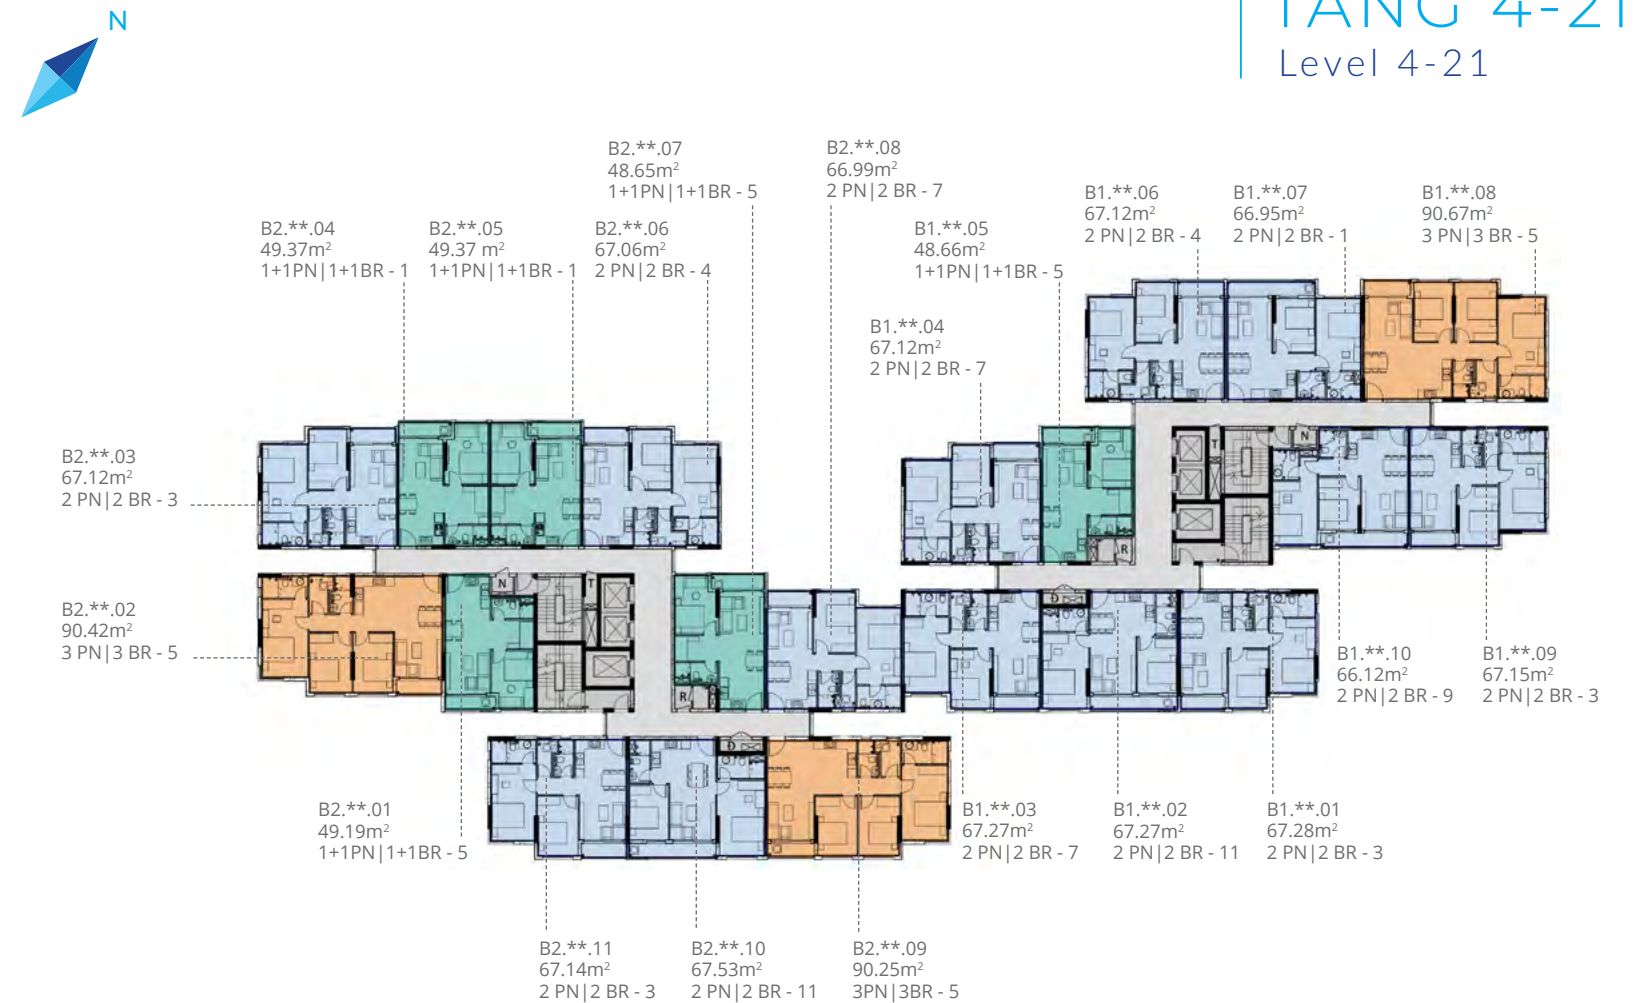 N
TẦNG 4-21
Level 4-21
B2.**.07
48.65m²
1+1PN|1+1BR - 5
B2.**.08
66.99m²
2 PN|2 BR - 7
B1.**.06
67.12m²
2 PN|2 BR - 4
B1.**.07
66.95m²
2 PN|2 BR - 1
B1.**.08
90.67m²
3 PN|3 BR - 5
B2.**.04
49.37m²
1+1PN|1+1BR - 1
B2.**.05
49.37 m²
1+1PN|1+1BR - 1
B2.**.06
67.06m²
2 PN|2 BR - 4
B1.**.05
48.66m²
1+1PN|1+1BR - 5
B1.**.04
67.12m²
2 PN|2 BR - 7
B2.**.03
67.12m²
2 PN|2 BR - 3
T
N
R
N
T
Đ
R
Đ
B2.**.02
90.42m²
3 PN|3 BR - 5
B1.**.10
66.12m²
2 PN|2 BR - 9
B1.**.09
67.15m²
2 PN|2 BR - 3
B2.**.01
49.19m²
1+1PN|1+1BR - 5
B1.**.03
67.27m²
2 PN|2 BR - 7
B1.**.02
67.27m²
2 PN|2 BR - 11
B1.**.01
67.28m²
2 PN|2 BR - 3
B2.**.11
67.14m²
2 PN|2 BR - 3
B2.**.10
67.53m²
2 PN|2 BR - 11
B2.**.09
90.25m²
3PN|3BR - 5